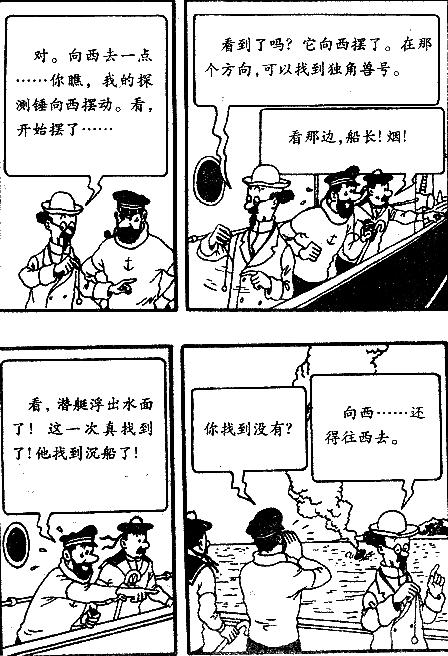 对。向西去一点
……你瞧，我的探
测锤向西摆动。看，
开始摆了……
看到了吗？它向西摆了。在那
个方向，可以找到独角兽号。
看那边，船长！烟！
看，潜艇浮出水面
了！这一次真找到
了！他找到沉船了！
你找到没有？
向西……还
得往西去。